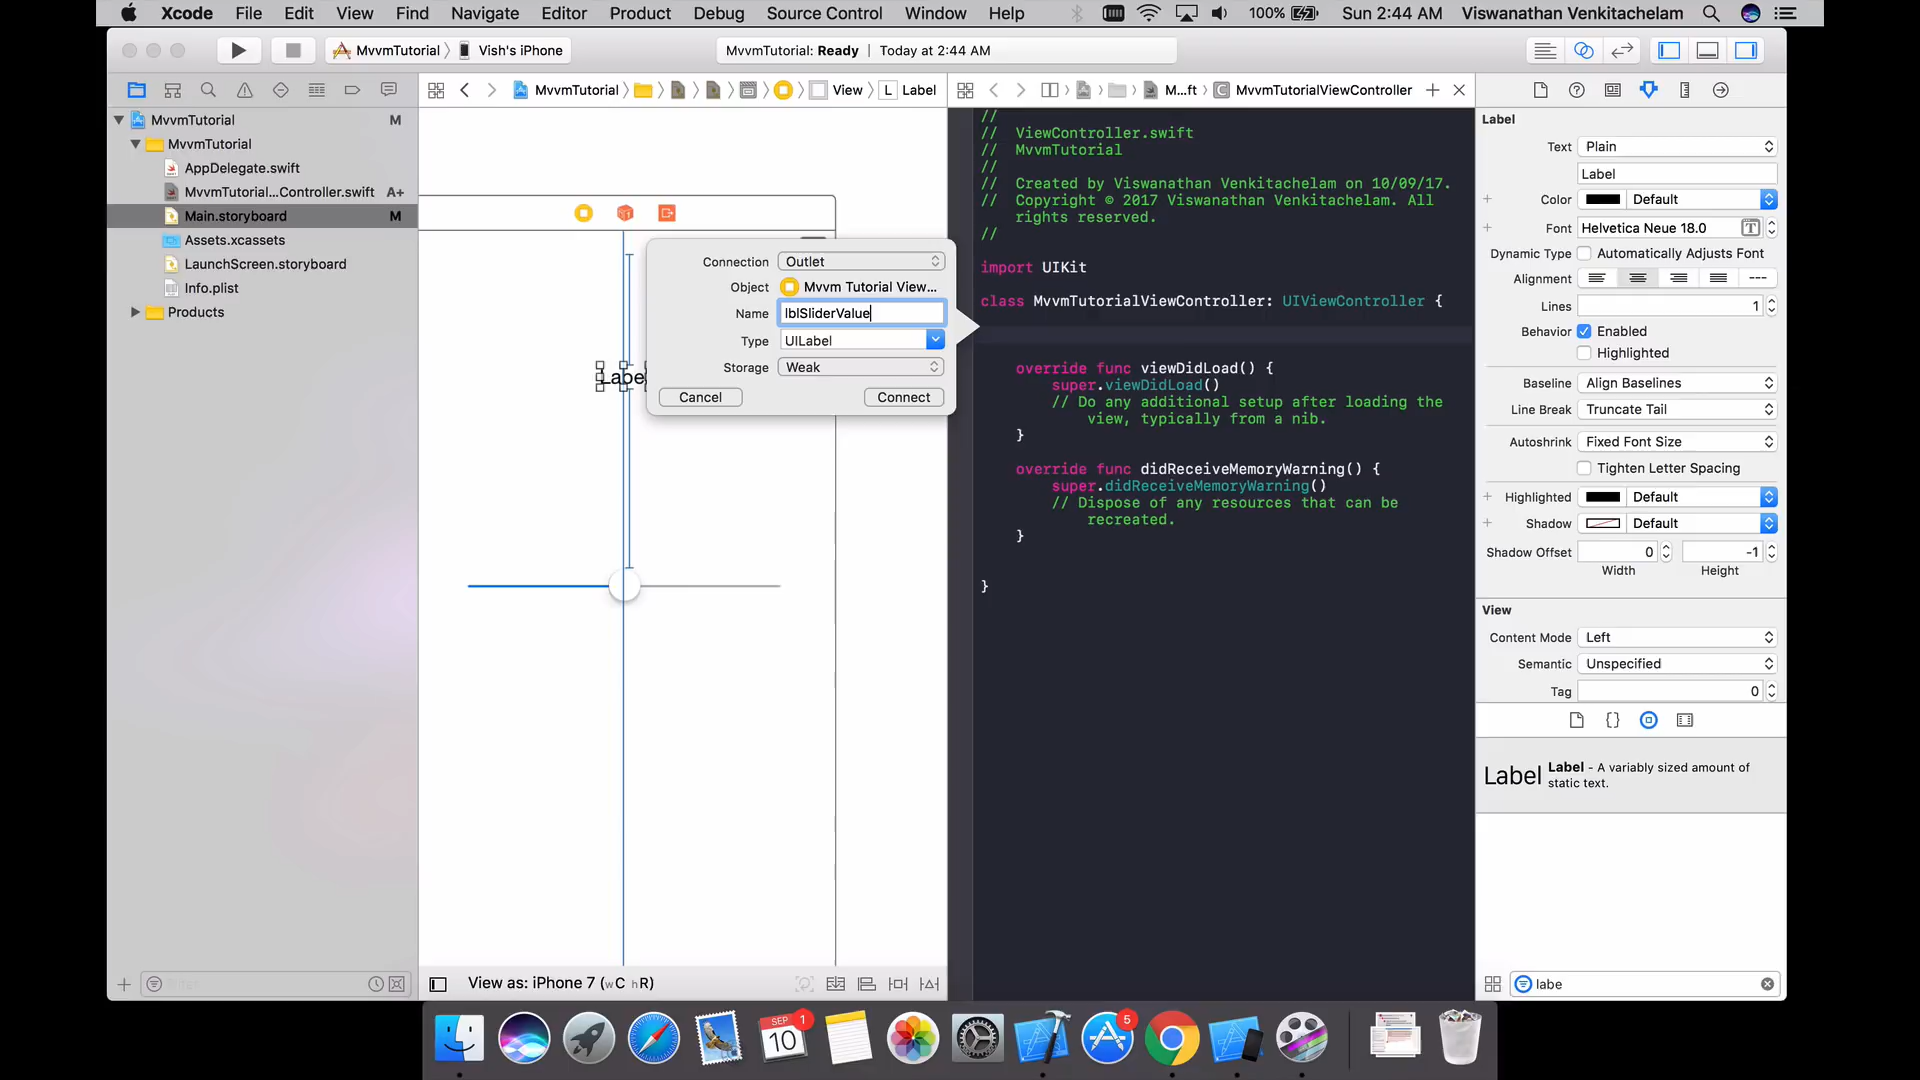 Xcode File Edit View Find Navigate Editor Product Debug Source Control Window Help 100% Sun 2:44 AM Viswanathan Venkitachelam
MvvmTutorial Vish's iPhone MvvmTutorial: Ready | Today at 2:44 AM
MvvmTutorial View L Label M...ft C MvvmTutorialViewController
MvvmTutorial M
MvvmTutorial
AppDelegate.swift
MvvmTutorial...Controller.swift A+
Main.storyboard M
Assets.xcassets
LaunchScreen.storyboard
Info.plist
Products
Connection Outlet
Object Mvvm Tutorial View...
Name lblSliderValue
Type UILabel
Storage Weak
Cancel Connect
Label
View as: iPhone 7 (wC hR)
//
// ViewController.swift
// MvvmTutorial
//
// Created by Viswanathan Venkitachelam on 10/09/17.
// Copyright © 2017 Viswanathan Venkitachelam. All
rights reserved.
//
import UIKit
class MvvmTutorialViewController: UIViewController {
override func viewDidLoad() {
super.viewDidLoad()
// Do any additional setup after loading the
view, typically from a nib.
}
override func didReceiveMemoryWarning() {
super.didReceiveMemoryWarning()
// Dispose of any resources that can be
recreated.
}
}
Label
Text Plain
Label
Color Default
Font Helvetica Neue 18.0 T
Dynamic Type Automatically Adjusts Font
Alignment
Lines 1
Behavior Enabled
Highlighted
Baseline Align Baselines
Line Break Truncate Tail
Autoshrink Fixed Font Size
Tighten Letter Spacing
Highlighted Default
Shadow Default
Shadow Offset 0 -1
Width Height
View
Content Mode Left
Semantic Unspecified
Tag 0
Label Label - A variably sized amount of
static text.
labe
SEP 1
10
5